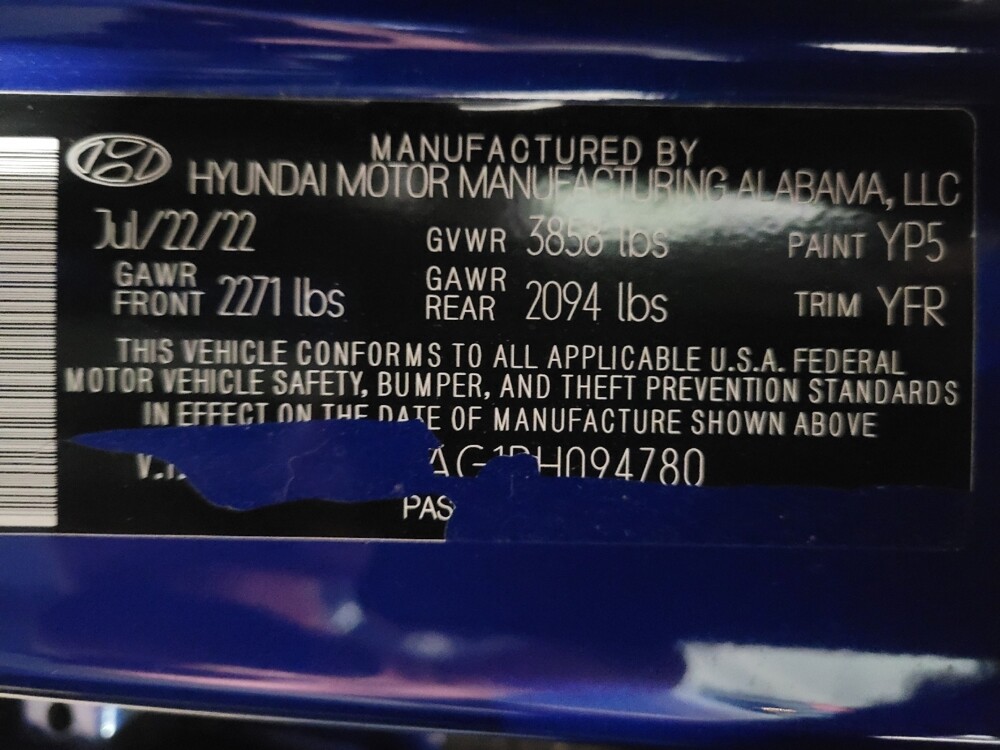 MANUFACTURED BY
HYUNDAI MOTOR MANUFACTURING ALABAMA, LLC
Jul/22/22 GVWR 3858 lbs PAINT YP5
GAWR FRONT 2271 lbs GAWR REAR 2094 lbs TRIM YFR
THIS VEHICLE CONFORMS TO ALL APPLICABLE U.S.A. FEDERAL
MOTOR VEHICLE SAFETY, BUMPER, AND THEFT PREVENTION STANDARDS
IN EFFECT ON THE DATE OF MANUFACTURE SHOWN ABOVE
H094780
PAS